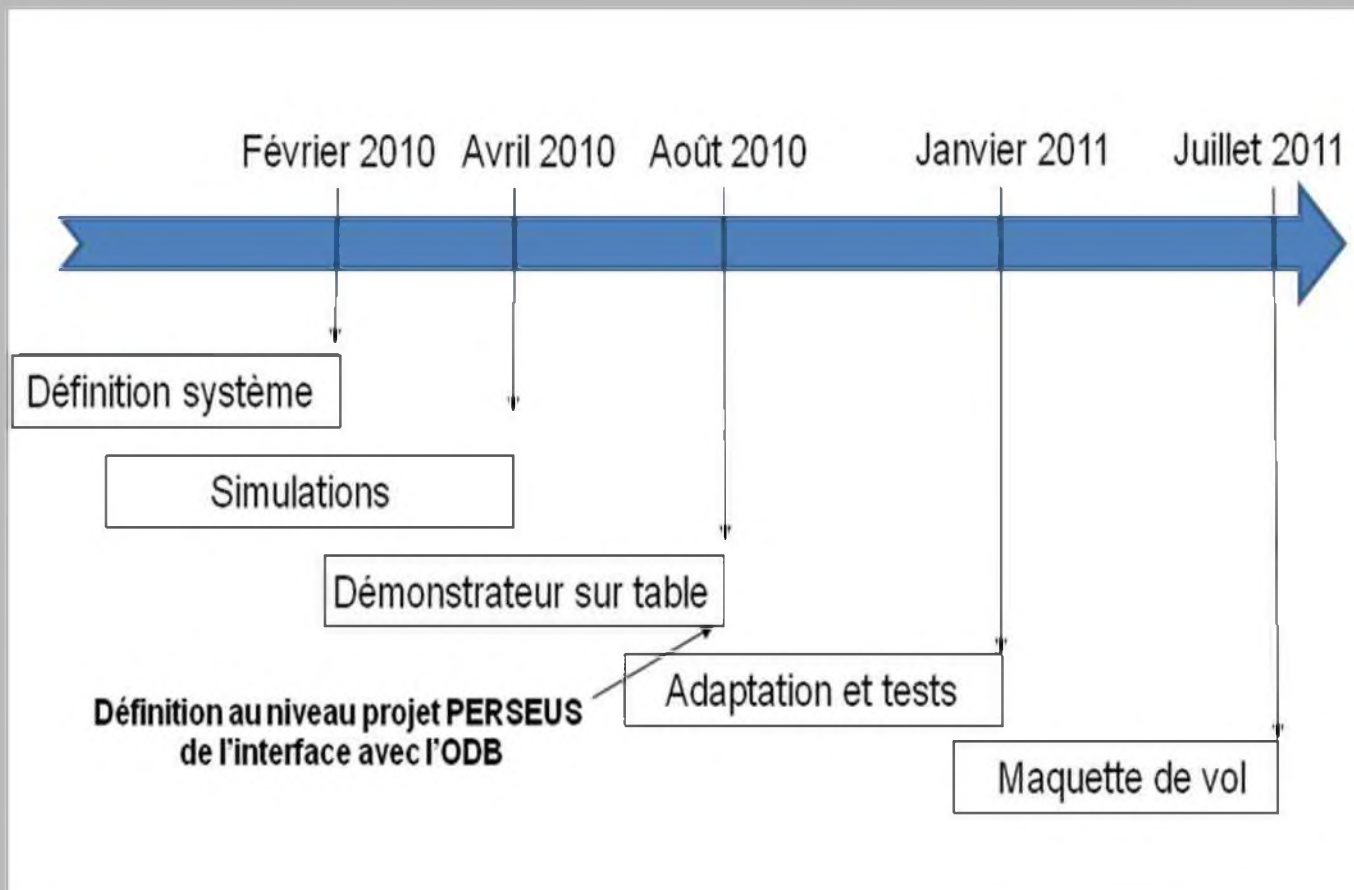 Février 2010 Avril 2010 Août 2010 Janvier 2011 Juillet 2011
Définition système
Simulations
Démonstrateur sur table
Adaptation et tests
Définition au niveau projet PERSEUS
de l'interface avec l'ODB
Maquette de vol